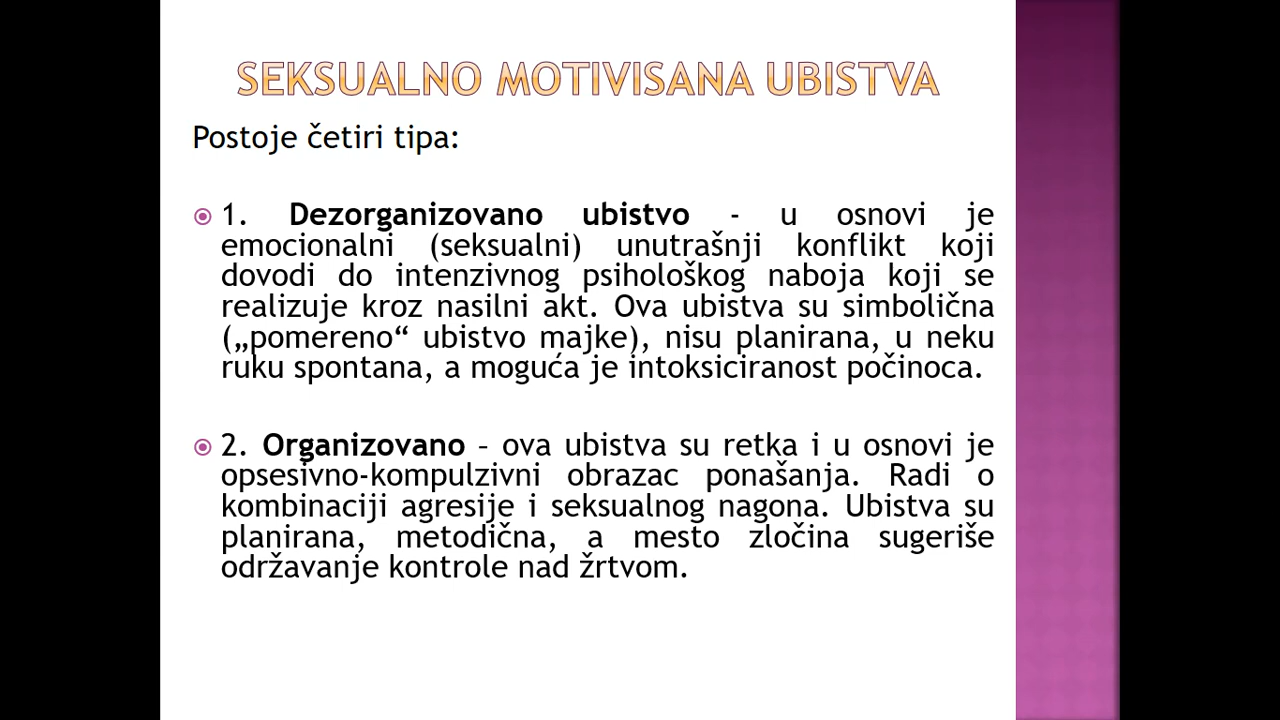 SEKSUALNO MOTIVISANA UBISTVA
Postoje četiri tipa:
1. Dezorganizovano ubistvo - u osnovi je
emocionalni (seksualni) unutrašnji konflikt koji
dovodi do intenzivnog psihološkog naboja koji se
realizuje kroz nasilni akt. Ova ubistva su simbolična
(„pomereno“ ubistvo majke), nisu planirana, u neku
ruku spontana, a moguća je intoksiciranost počinoca.
2. Organizovano – ova ubistva su retka i u osnovi je
opsesivno-kompulzivni obrazac ponašanja. Radi o
kombinaciji agresije i seksualnog nagona. Ubistva su
planirana, metodična, a mesto zločina sugeriše
održavanje kontrole nad žrtvom.